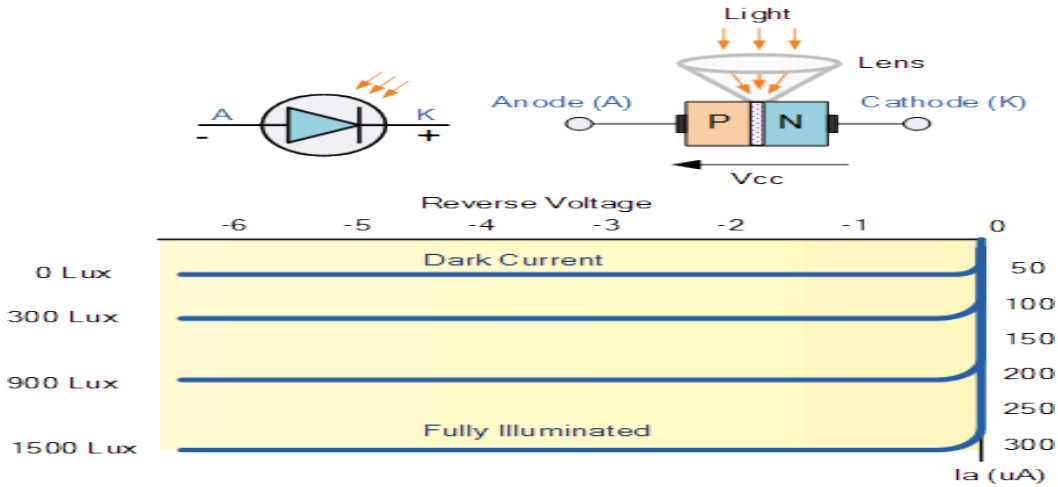 Light
Lens
A K
- +
Anode (A) Cathode (K)
P N
Vcc
Reverse Voltage
-6 -5 -4 -3 -2 -1 0
Dark Current
0 Lux 50
300 Lux 100
150
900 Lux 200
250
Fully Illuminated
1500 Lux 300
Ia (uA)